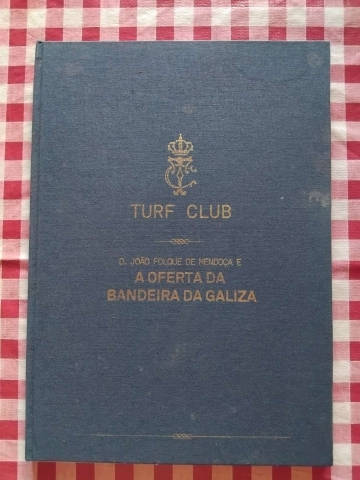 TURF CLUB
D. JOÃO FOLQUE DE MENDOÇA E
A OFERTA DA
BANDEIRA DA GALIZA